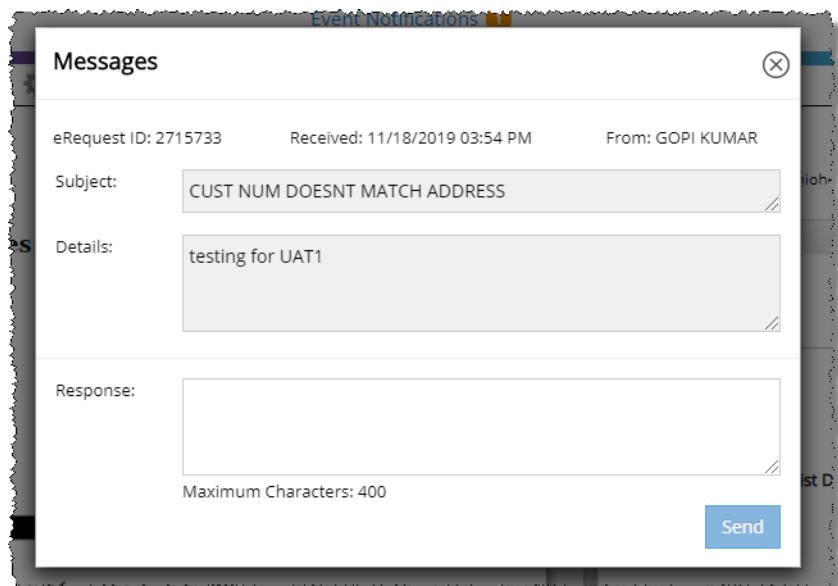 Event Notifications 1
Messages
eRequest ID: 2715733 Received: 11/18/2019 03:54 PM From: GOPI KUMAR
Subject: CUST NUM DOESNT MATCH ADDRESS
Details: testing for UAT1
Response:
Maximum Characters: 400
Send